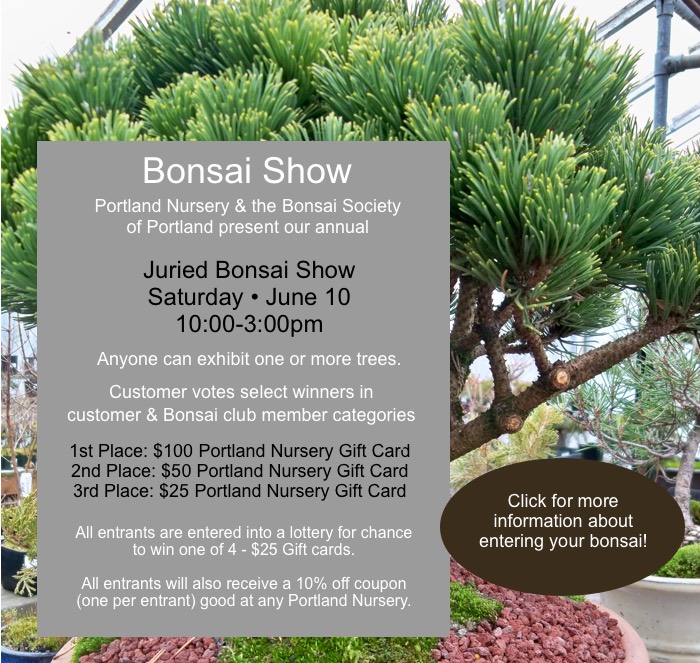 Bonsai Show
Portland Nursery & the Bonsai Society
of Portland present our annual
Juried Bonsai Show
Saturday • June 10
10:00-3:00pm
Anyone can exhibit one or more trees.
Customer votes select winners in
customer & Bonsai club member categories
1st Place: $100 Portland Nursery Gift Card
2nd Place: $50 Portland Nursery Gift Card
3rd Place: $25 Portland Nursery Gift Card
All entrants are entered into a lottery for chance
to win one of 4 - $25 Gift cards.
All entrants will also receive a 10% off coupon
(one per entrant) good at any Portland Nursery.
Click for more
information about
entering your bonsai!